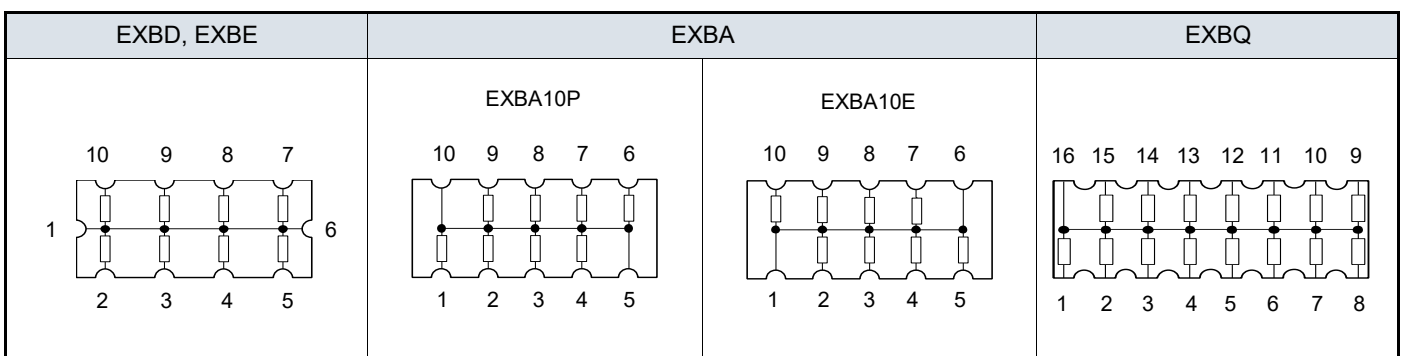 EXBD, EXBE
EXBA
EXBQ
EXBA10P
EXBA10E
10 9 8 7
1
6
2 3 4 5
10 9 8 7 6
1 2 3 4 5
10 9 8 7 6
1 2 3 4 5
16 15 14 13 12 11 10 9
1 2 3 4 5 6 7 8